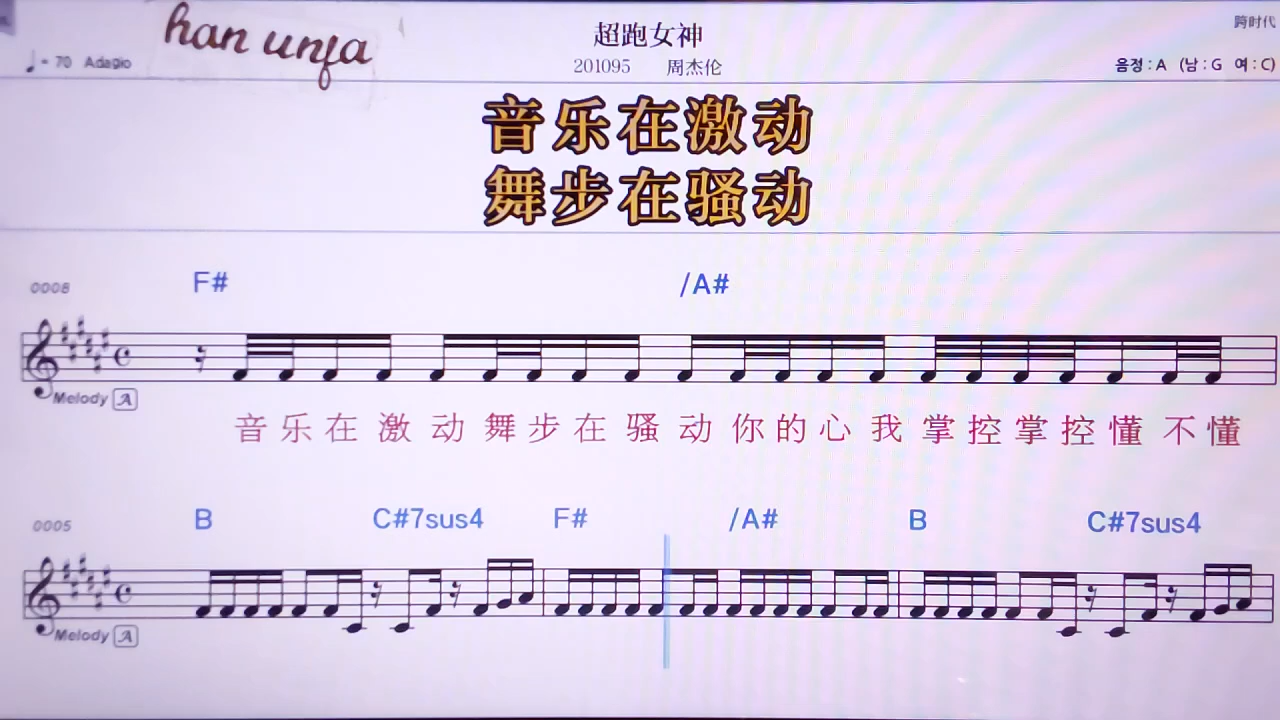 han unfa
超跑女神
跨时代
♩= 70 Adagio
201095 周杰伦
음정 : A (남 : G 여 : C)
音乐在激动
舞步在骚动
0008
F# /A#
Melody A
音乐在激动舞步在骚动你的心我掌控掌控懂不懂
0005
B C#7sus4 F# /A# B C#7sus4
Melody A